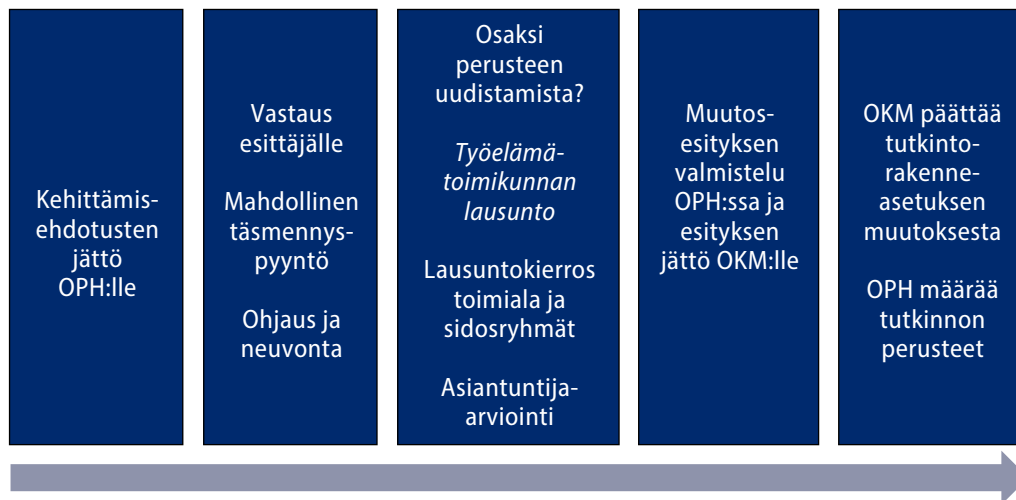 Kehittämis-
ehdotusten
jättö
OPH:lle
Vastaus
esittäjälle
Mahdollinen
täsmennys-
pyyntö
Ohjaus ja
neuvonta
Osaksi
perusteen
uudistamista?
Työelämä-
toimikunnan
lausunto
Lausuntokierros
toimiala ja
sidosryhmät
Asiantuntija-
arviointi
Muutos-
esityksen
valmistelu
OPH:ssa ja
esityksen
jättö OKM:lle
OKM päättää
tutkinto-
rakenne-
asetuksen
muutoksesta
OPH määrää
tutkinnon
perusteet